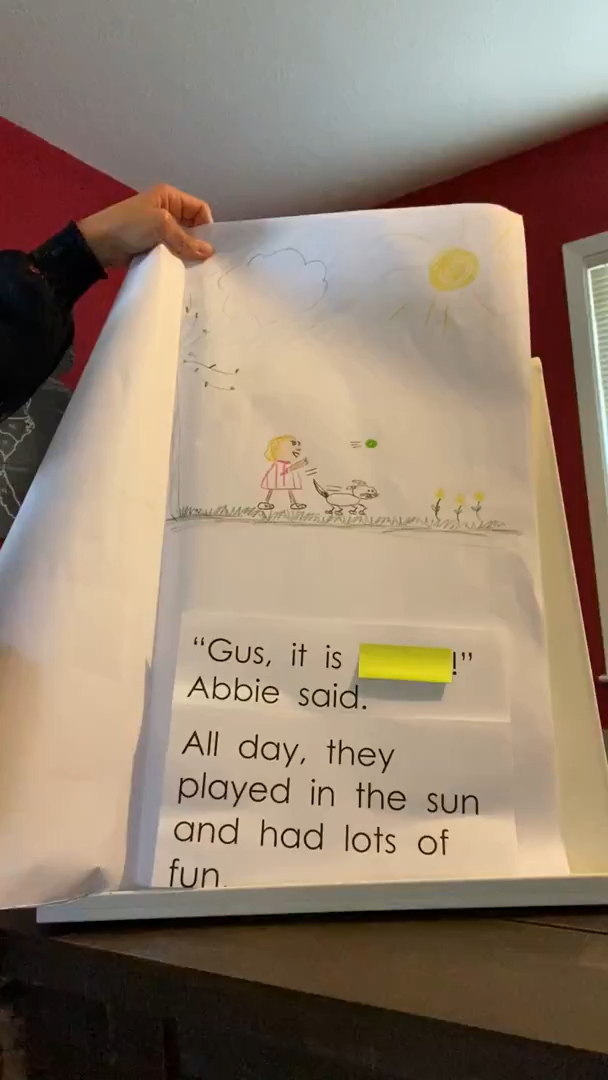 “Gus, it is !”
Abbie said.
All day, they
played in the sun
and had lots of
fun.